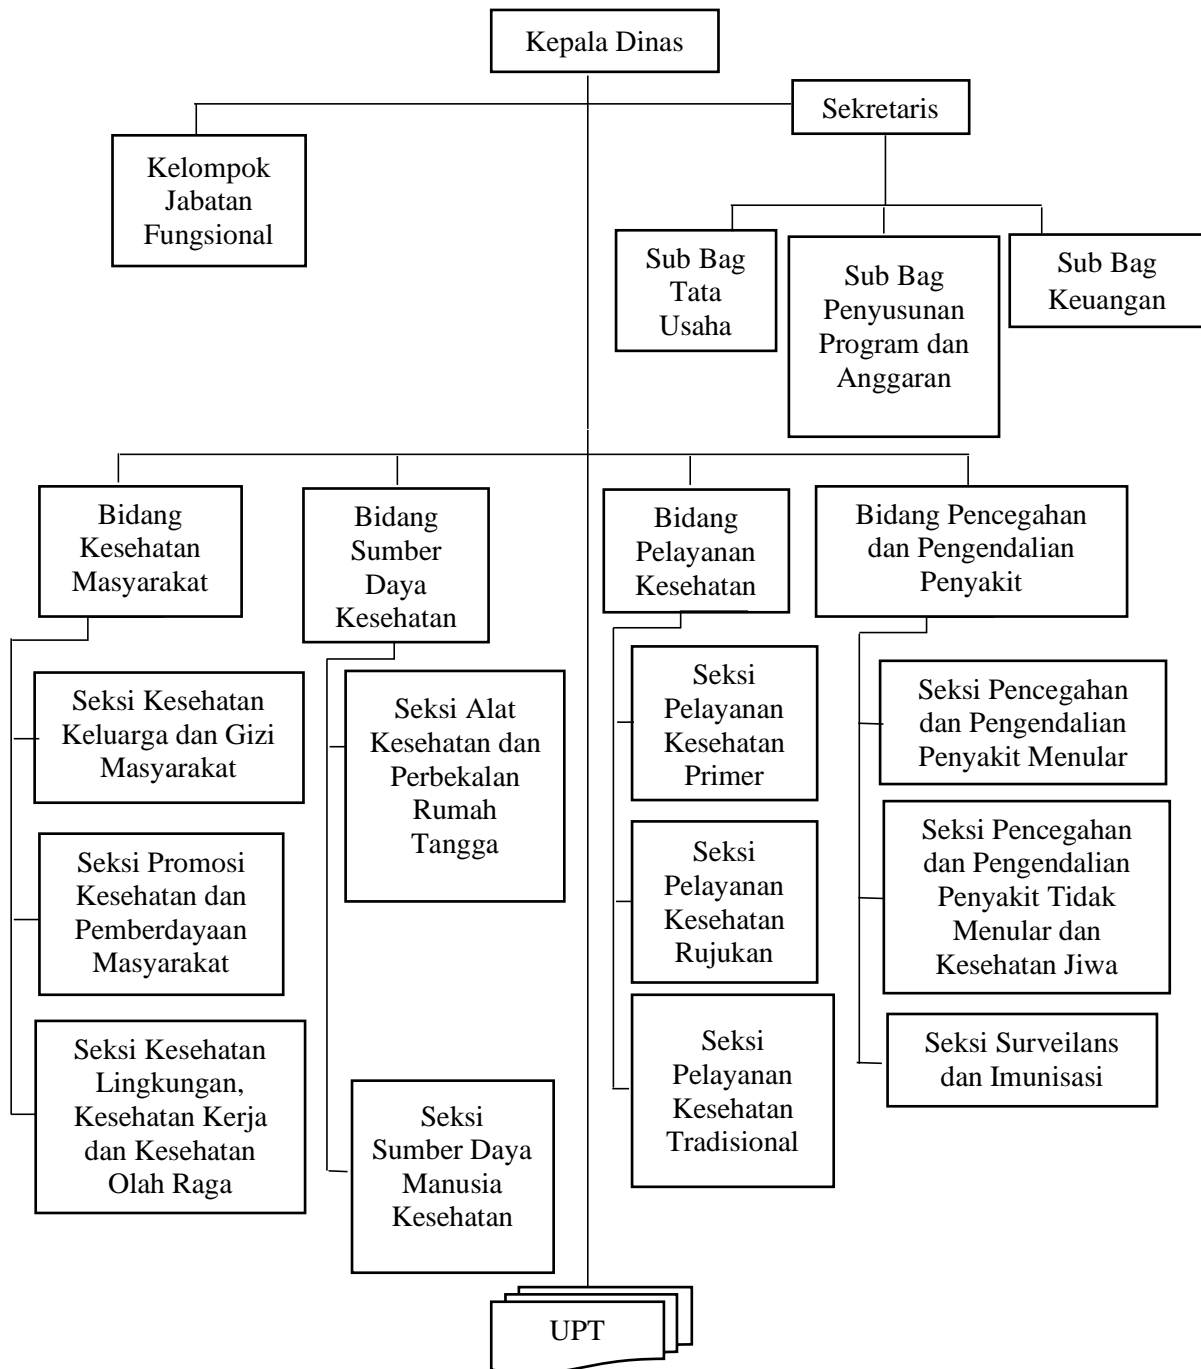 Kepala Dinas
Sekretaris
Kelompok
Jabatan
Fungsional
Sub Bag
Tata
Usaha
Sub Bag
Penyusunan
Program dan
Anggaran
Sub Bag
Keuangan
Bidang
Kesehatan
Masyarakat
Bidang
Sumber
Daya
Kesehatan
Bidang
Pelayanan
Kesehatan
Bidang Pencegahan
dan Pengendalian
Penyakit
Seksi Kesehatan
Keluarga dan Gizi
Masyarakat
Seksi Promosi
Kesehatan dan
Pemberdayaan
Masyarakat
Seksi Kesehatan
Lingkungan,
Kesehatan Kerja
dan Kesehatan
Olah Raga
Seksi Alat
Kesehatan dan
Perbekalan
Rumah
Tangga
Seksi
Sumber Daya
Manusia
Kesehatan
Seksi
Pelayanan
Kesehatan
Primer
Seksi
Pelayanan
Kesehatan
Rujukan
Seksi
Pelayanan
Kesehatan
Tradisional
Seksi Pencegahan
dan Pengendalian
Penyakit Menular
Seksi Pencegahan
dan Pengendalian
Penyakit Tidak
Menular dan
Kesehatan Jiwa
Seksi Surveilans
dan Imunisasi
UPT